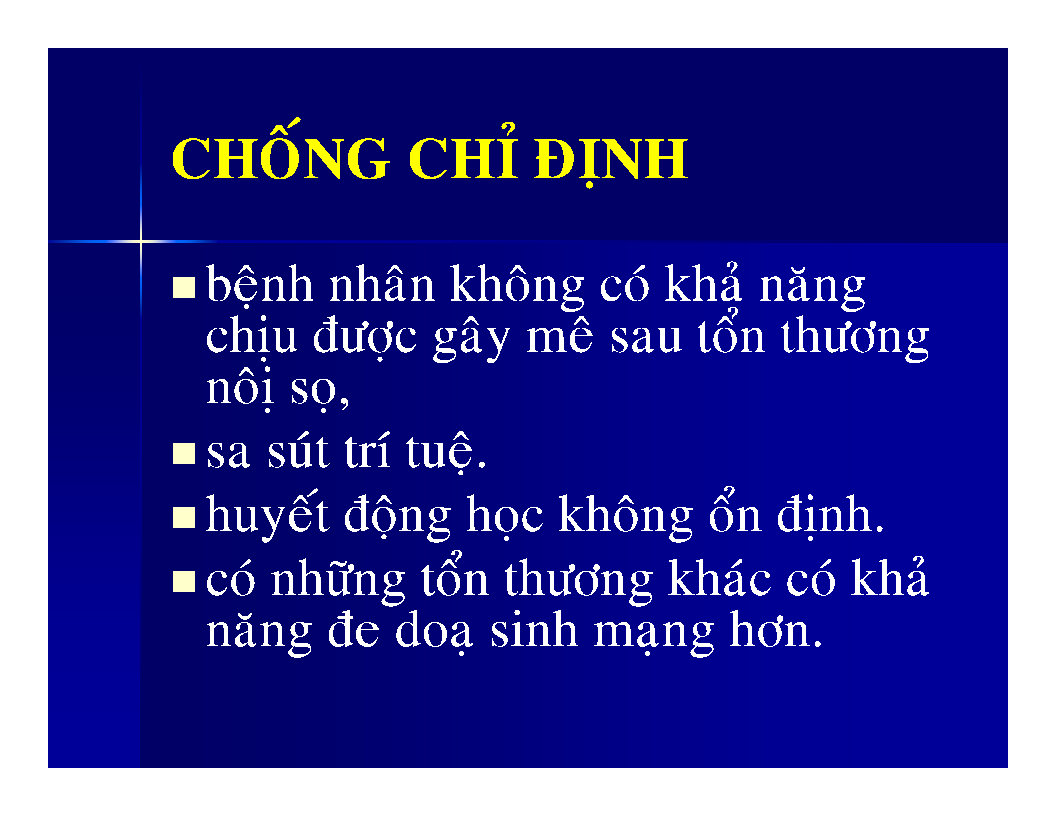 CHỐNG CHỈ ĐỊNH
bệnh nhân không có khả năng
chịu được gây mê sau tổn thương
nôị sọ,
sa sút trí tuệ.
huyết động học không ổn định.
có những tổn thương khác có khả
năng đe doạ sinh mạng hơn.